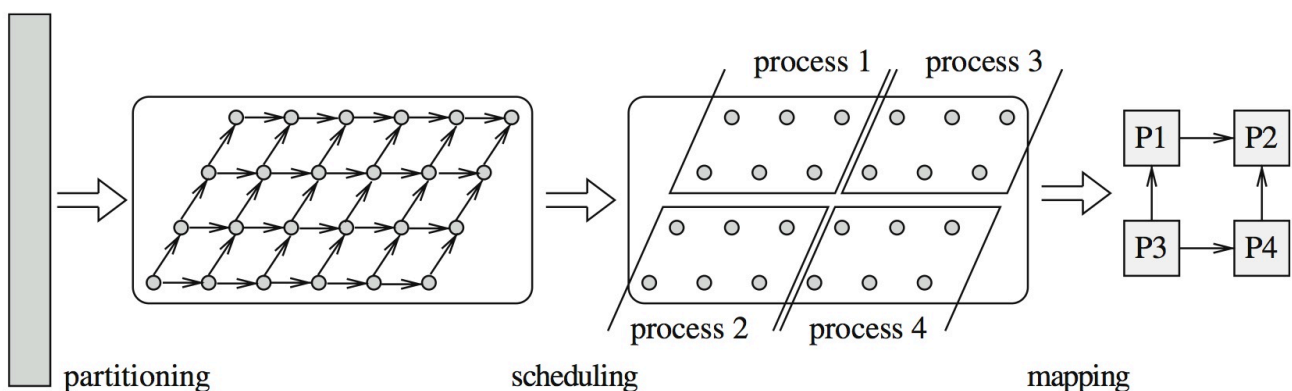 process 1 process 3
P1 P2
P3 P4
process 2 process 4
partitioning scheduling mapping